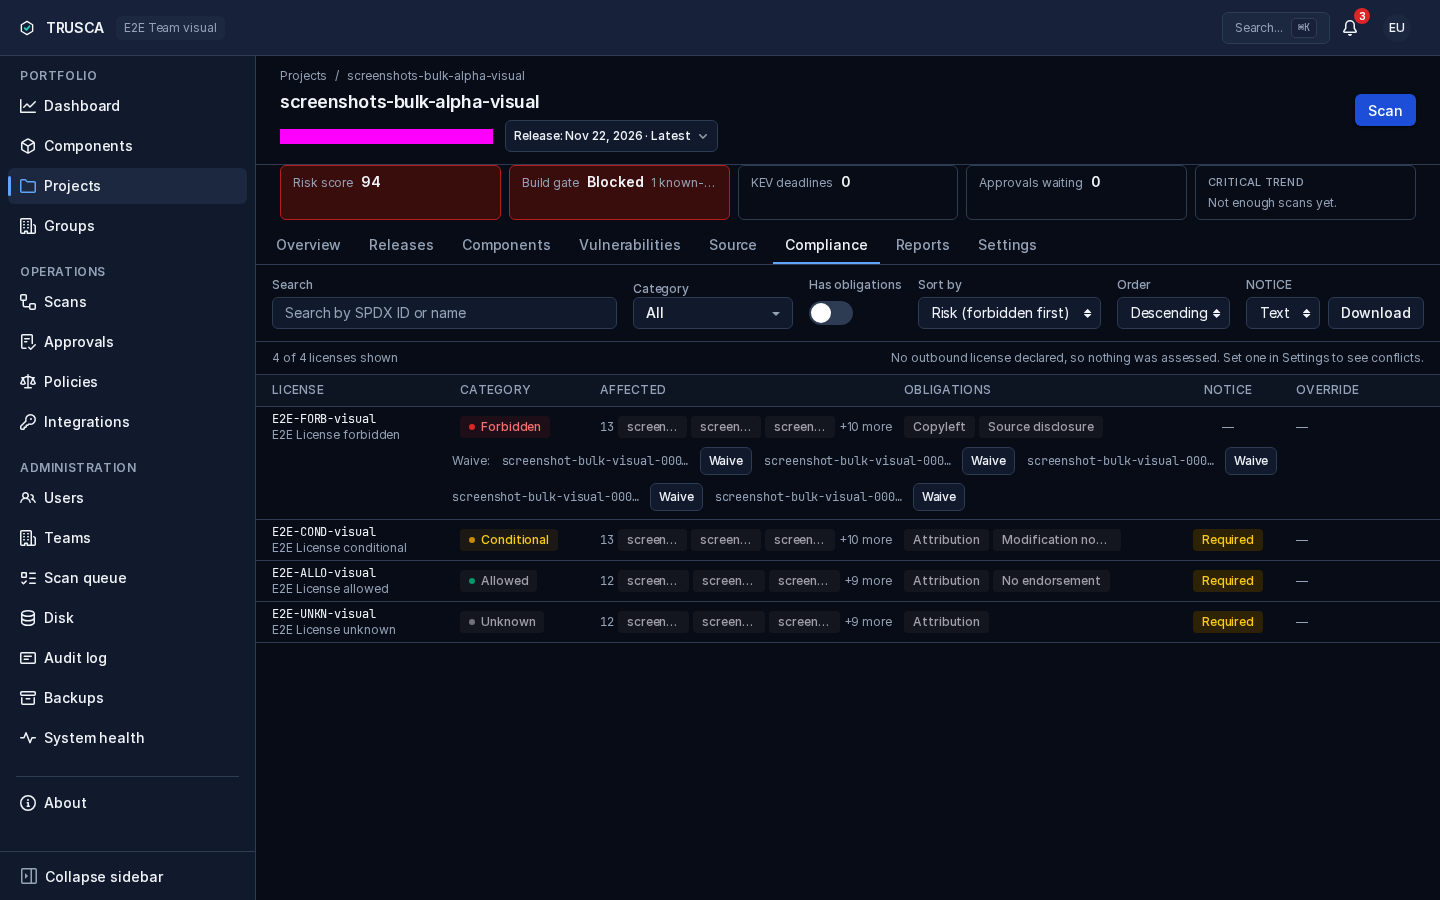 TRUSCA E2E Team visual Search... ⌘K 3 EU
PORTFOLIO
Dashboard
Components
Projects
Groups
OPERATIONS
Scans
Approvals
Policies
Integrations
ADMINISTRATION
Users
Teams
Scan queue
Disk
Audit log
Backups
System health
About
Collapse sidebar
Projects / screenshots-bulk-alpha-visual
screenshots-bulk-alpha-visual
Release: Nov 22, 2026 · Latest
Scan
Risk score 94
Build gate Blocked 1 known-...
KEV deadlines 0
Approvals waiting 0
CRITICAL TREND
Not enough scans yet.
Overview Releases Components Vulnerabilities Source Compliance Reports Settings
Search Category Has obligations Sort by Order NOTICE
Search by SPDX ID or name All Risk (forbidden first) Descending Text Download
4 of 4 licenses shown No outbound license declared, so nothing was assessed. Set one in Settings to see conflicts.
LICENSE CATEGORY AFFECTED OBLIGATIONS NOTICE OVERRIDE
E2E-FORB-visual
E2E License forbidden
Forbidden 13 screen... screen... screen... +10 more Copyleft Source disclosure — —
Waive: screenshot-bulk-visual-000... Waive screenshot-bulk-visual-000... Waive screenshot-bulk-visual-000... Waive
screenshot-bulk-visual-000... Waive screenshot-bulk-visual-000... Waive
E2E-COND-visual
E2E License conditional
Conditional 13 screen... screen... screen... +10 more Attribution Modification no... Required —
E2E-ALLO-visual
E2E License allowed
Allowed 12 screen... screen... screen... +9 more Attribution No endorsement Required —
E2E-UNKN-visual
E2E License unknown
Unknown 12 screen... screen... screen... +9 more Attribution Required —